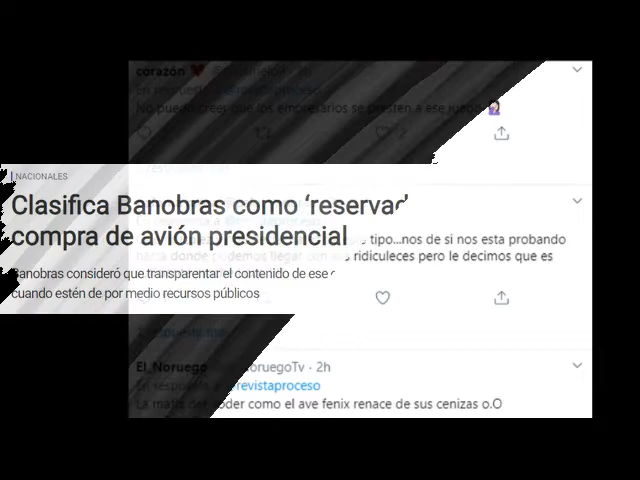 corazón
No puedo creer que los empresarios se presten a ese juego
2
NACIONALES
Clasifica Banobras como ‘reservad’
compra de avión presidencial
Banobras consideró que transparentar el contenido de ese
cuando estén de por medio recursos públicos
tipo...nos de si nos esta probando
hasta donde podemos llegar con sus ridiculeces pero le decimos que es
El_Noruego NoruegoTv · 2h
En respuesta a @revistaproceso
La mafia del poder como el ave fenix renace de sus cenizas o.O